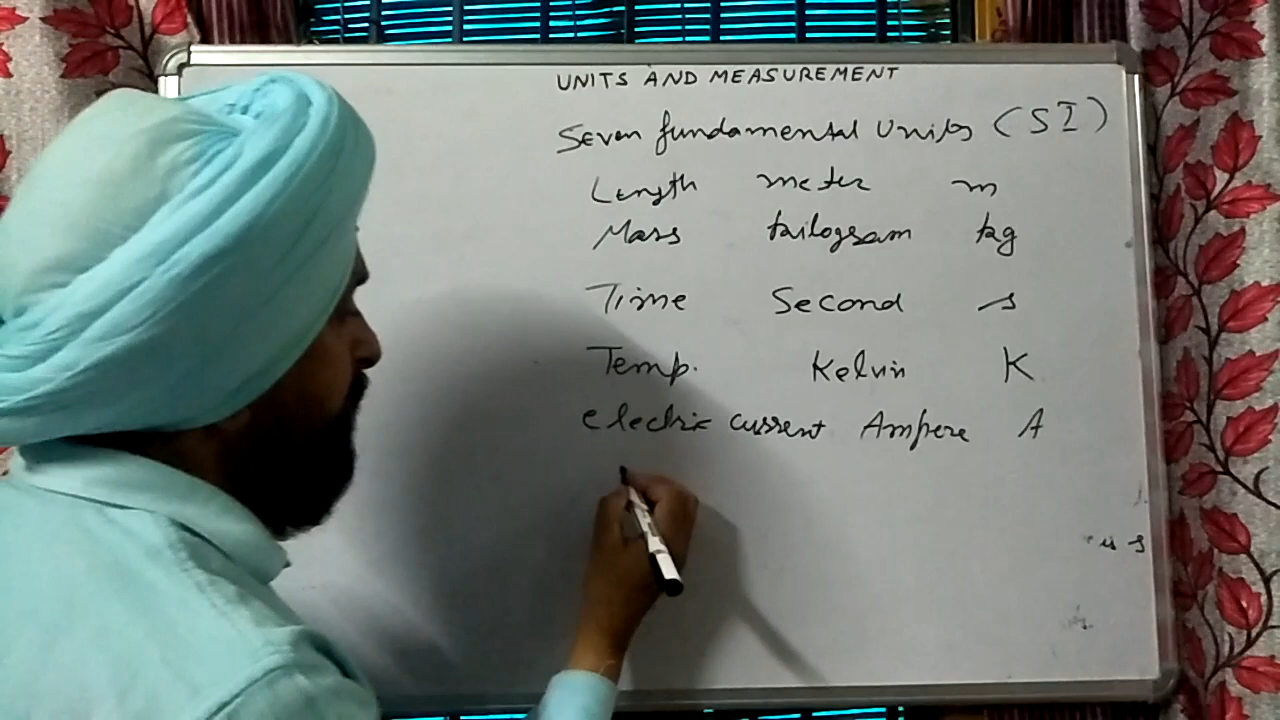 UNITS AND MEASUREMENT
Seven fundamental Units (SI)
Length meter m
Mass kilogram kg
Time Second s
Temp. Kelvin K
electric current Ampere A